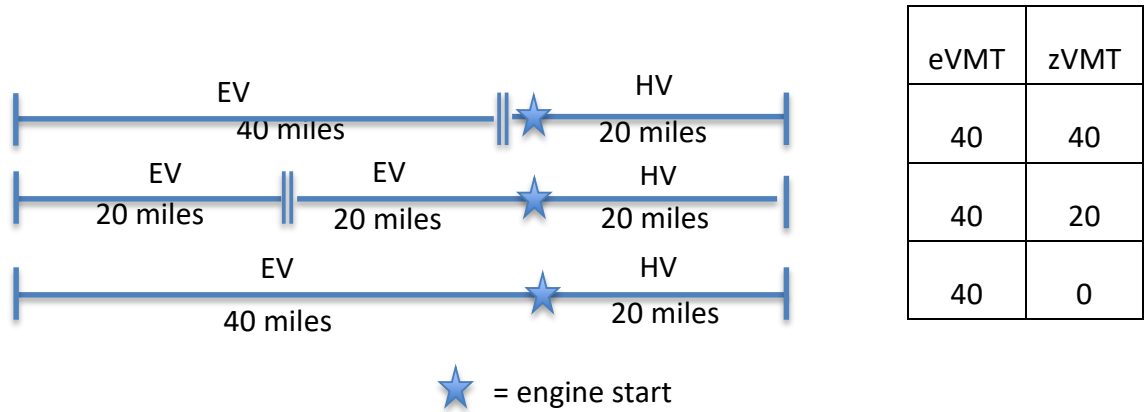 eVMT zVMT
EV HV
40 miles 20 miles
40 40
EV EV HV
20 miles 20 miles 20 miles
40 20
EV HV
40 miles 20 miles
40 0
= engine start